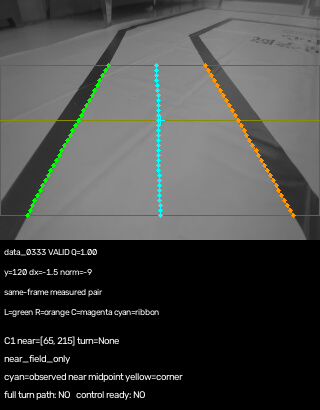 data_0333 VALID Q=1.00
y=120 dx=-1.5 norm=-9
same-frame measured pair
L=green R=orange C=magenta cyan=ribbon
C1 near=[65, 215] turn=None
near_field_only
cyan=observed near midpoint yellow=corner
full turn path: NO control ready: NO